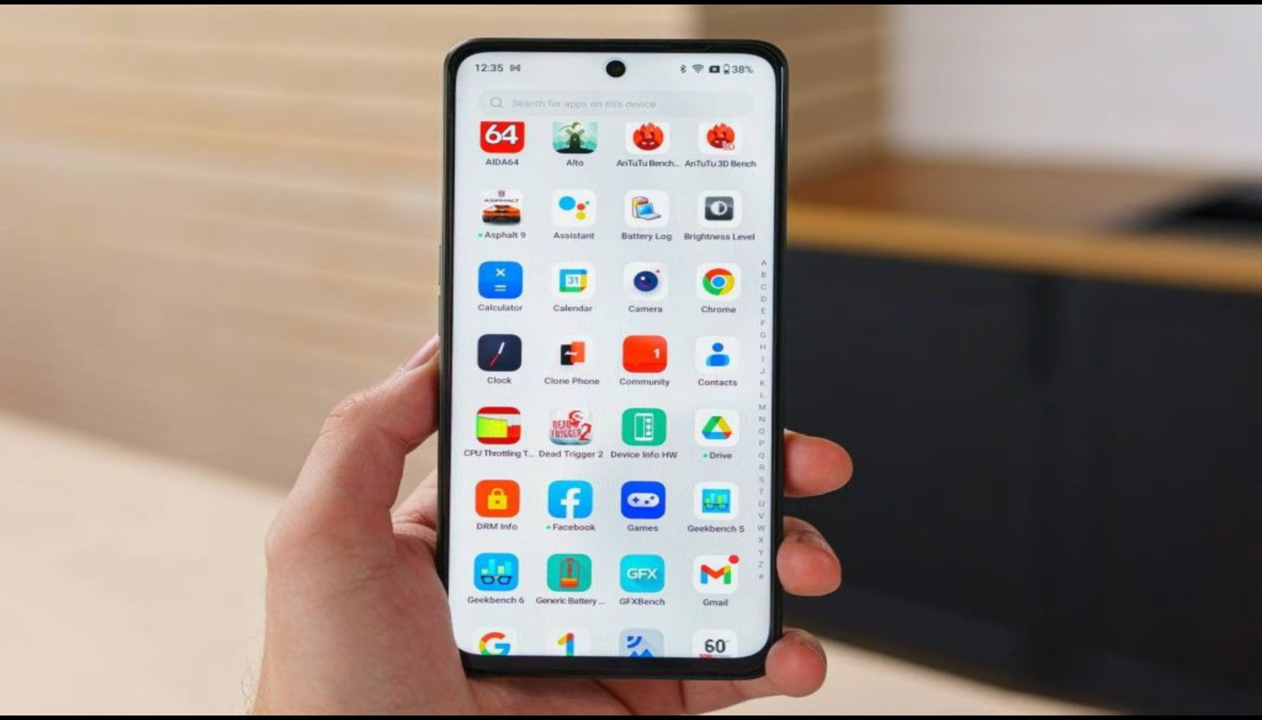 12:35 38%
Search for apps on this device
64
AIDA64 Alto AnTuTu Bench... AnTuTu 3D Bench
ASPHALT
Asphalt 9 Assistant Battery Log Brightness Level
31
Calculator Calendar Camera Chrome
1
Clock Clone Phone Community Contacts
DEAD TRIGGER 2
CPU Throttling T... Dead Trigger 2 Device Info HW Drive
DRM Info Facebook Games Geekbench 5
GFX
Geekbench 6 Generic Battery ... GFXBench Gmail
G 1 60
A
B
C
D
E
F
G
H
I
J
K
L
M
N
O
P
Q
R
S
T
U
V
W
X
Y
Z
#